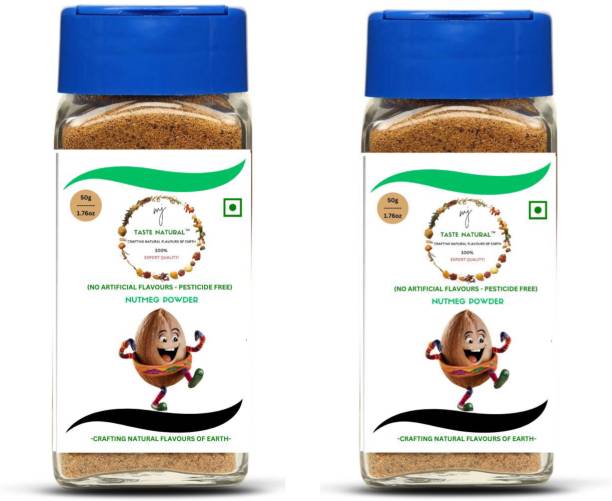 50g
1.76oz
my
TASTE NATURAL™
CRAFTING NATURAL FLAVOURS OF EARTH
100%
EXPORT QUALITY!
(NO ARTIFICIAL FLAVOURS - PESTICIDE FREE)
NUTMEG POWDER
-CRAFTING NATURAL FLAVOURS OF EARTH-
50g
1.76oz
my
TASTE NATURAL™
CRAFTING NATURAL FLAVOURS OF EARTH
100%
EXPORT QUALITY!
(NO ARTIFICIAL FLAVOURS - PESTICIDE FREE)
NUTMEG POWDER
-CRAFTING NATURAL FLAVOURS OF EARTH-